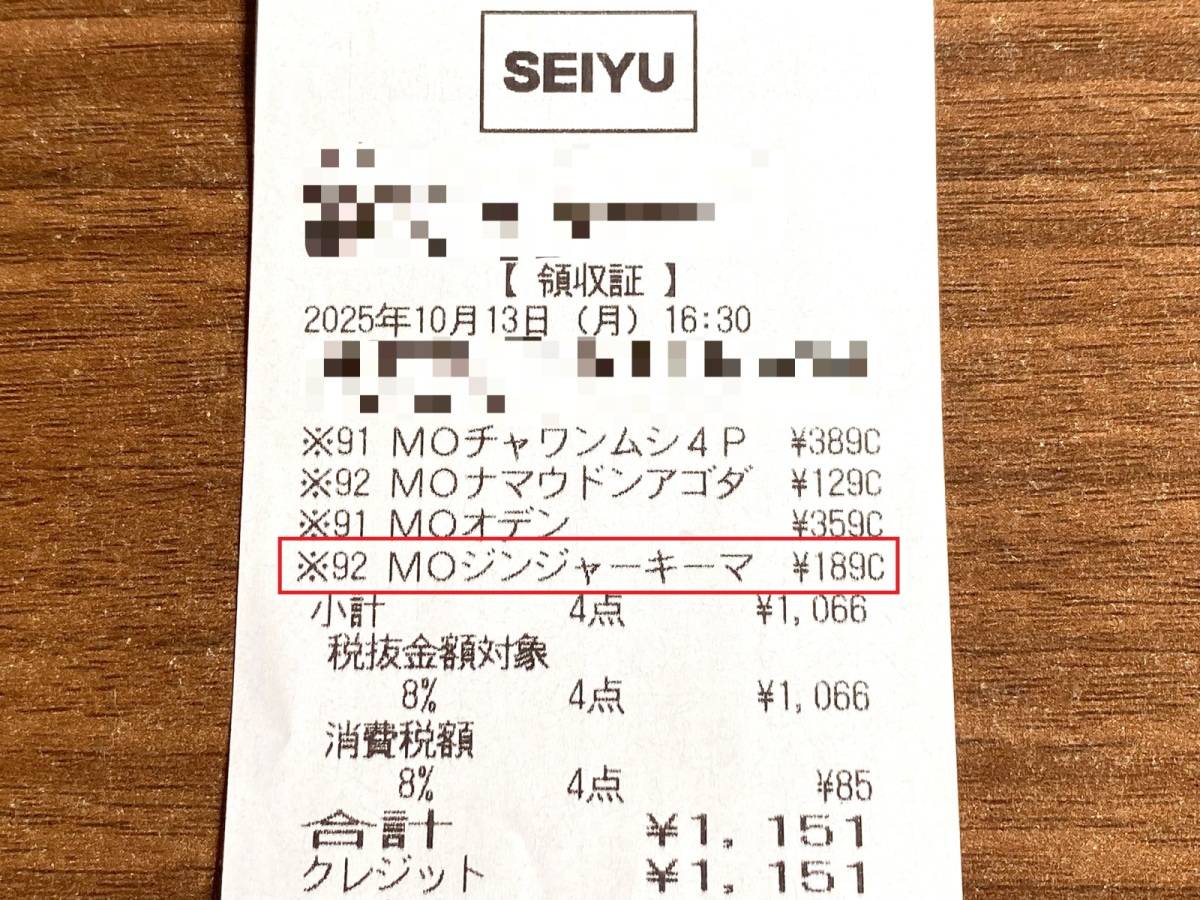 SEIYU
【 領収証 】
2025年10月13日 (月) 16:30
※91 MOチャワンムシ4P ¥389C
※92 MOナマウドンアゴダ ¥129C
※91 MOオデン ¥359C
※92 MOジンジャーキーマ ¥189C
小計 4点 ¥1,066
税抜金額対象
8% 4点 ¥1,066
消費税額
8% 4点 ¥85
合計 ¥1,151
クレジット ¥1,151